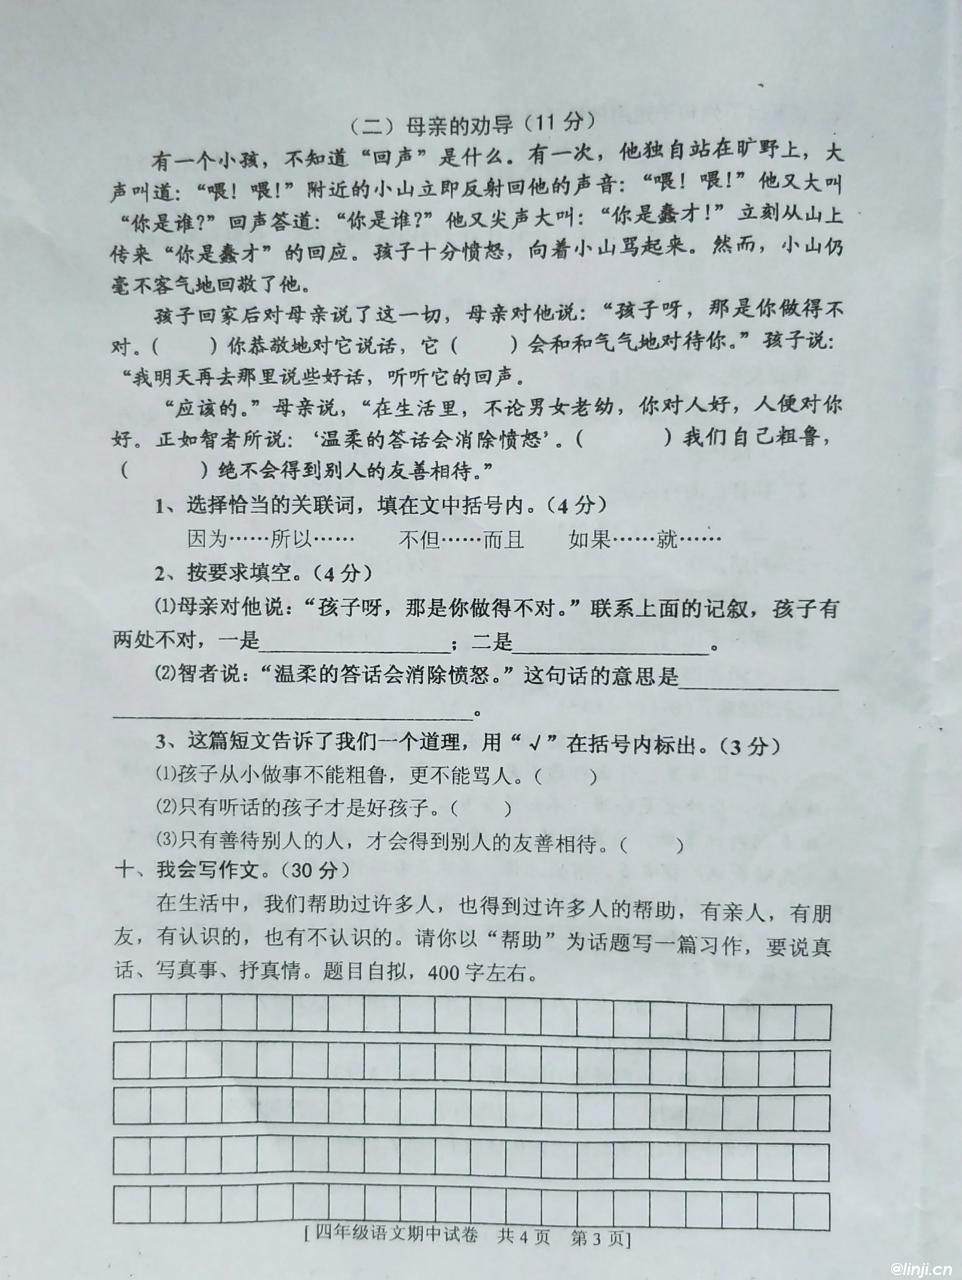 （二）母亲的劝导（11 分）
有一个小孩，不知道“回声”是什么。有一次，他独自站在旷野上，大
声叫道：“喂！喂！”附近的小山立即反射回他的声音：“喂！喂！”他又大叫
“你是谁？”回声答道：“你是谁？”他又尖声大叫：“你是蠢才！”立刻从山上
传来“你是蠢才”的回应。孩子十分愤怒，向着小山骂起来。然而，小山仍
毫不客气地回敬了他。
孩子回家后对母亲说了这一切，母亲对他说：“孩子呀，那是你做得不
对。（　　）你恭敬地对它说话，它（　　）会和和气气地对待你。”孩子说：
“我明天再去那里说些好话，听听它的回声。
“应该的。”母亲说，“在生活里，不论男女老幼，你对人好，人便对你
好。正如智者所说：‘温柔的答话会消除愤怒’。（　　　）我们自己粗鲁，
（　　　）绝不会得到别人的友善相待。”
1、选择恰当的关联词，填在文中括号内。（4 分）
因为……所以……　　不但……而且　　如果……就……
2、按要求填空。（4 分）
⑴母亲对他说：“孩子呀，那是你做得不对。”联系上面的记叙，孩子有
两处不对，一是__________________；二是__________________。
⑵智者说：“温柔的答话会消除愤怒。”这句话的意思是_______________
__________________________________。
3、这篇短文告诉了我们一个道理，用“√”在括号内标出。（3 分）
⑴孩子从小做事不能粗鲁，更不能骂人。（　　）
⑵只有听话的孩子才是好孩子。（　　）
⑶只有善待别人的人，才会得到别人的友善相待。（　　）
十、我会写作文。（30 分）
在生活中，我们帮助过许多人，也得到过许多人的帮助，有亲人，有朋
友，有认识的，也有不认识的。请你以“帮助”为话题写一篇习作，要说真
话、写真事、抒真情。题目自拟，400 字左右。
[ 四年级语文期中试卷　共 4 页　第 3 页]
@linji.cn